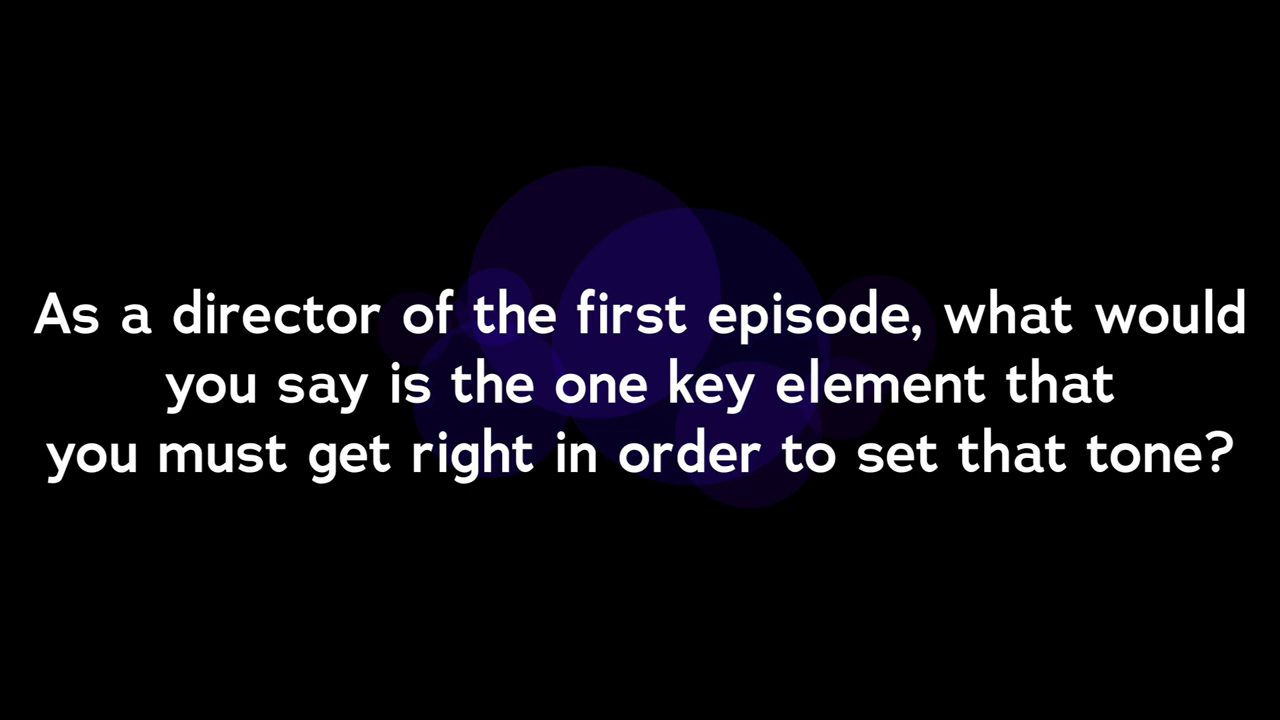 As a director of the first episode, what would
you say is the one key element that
you must get right in order to set that tone?